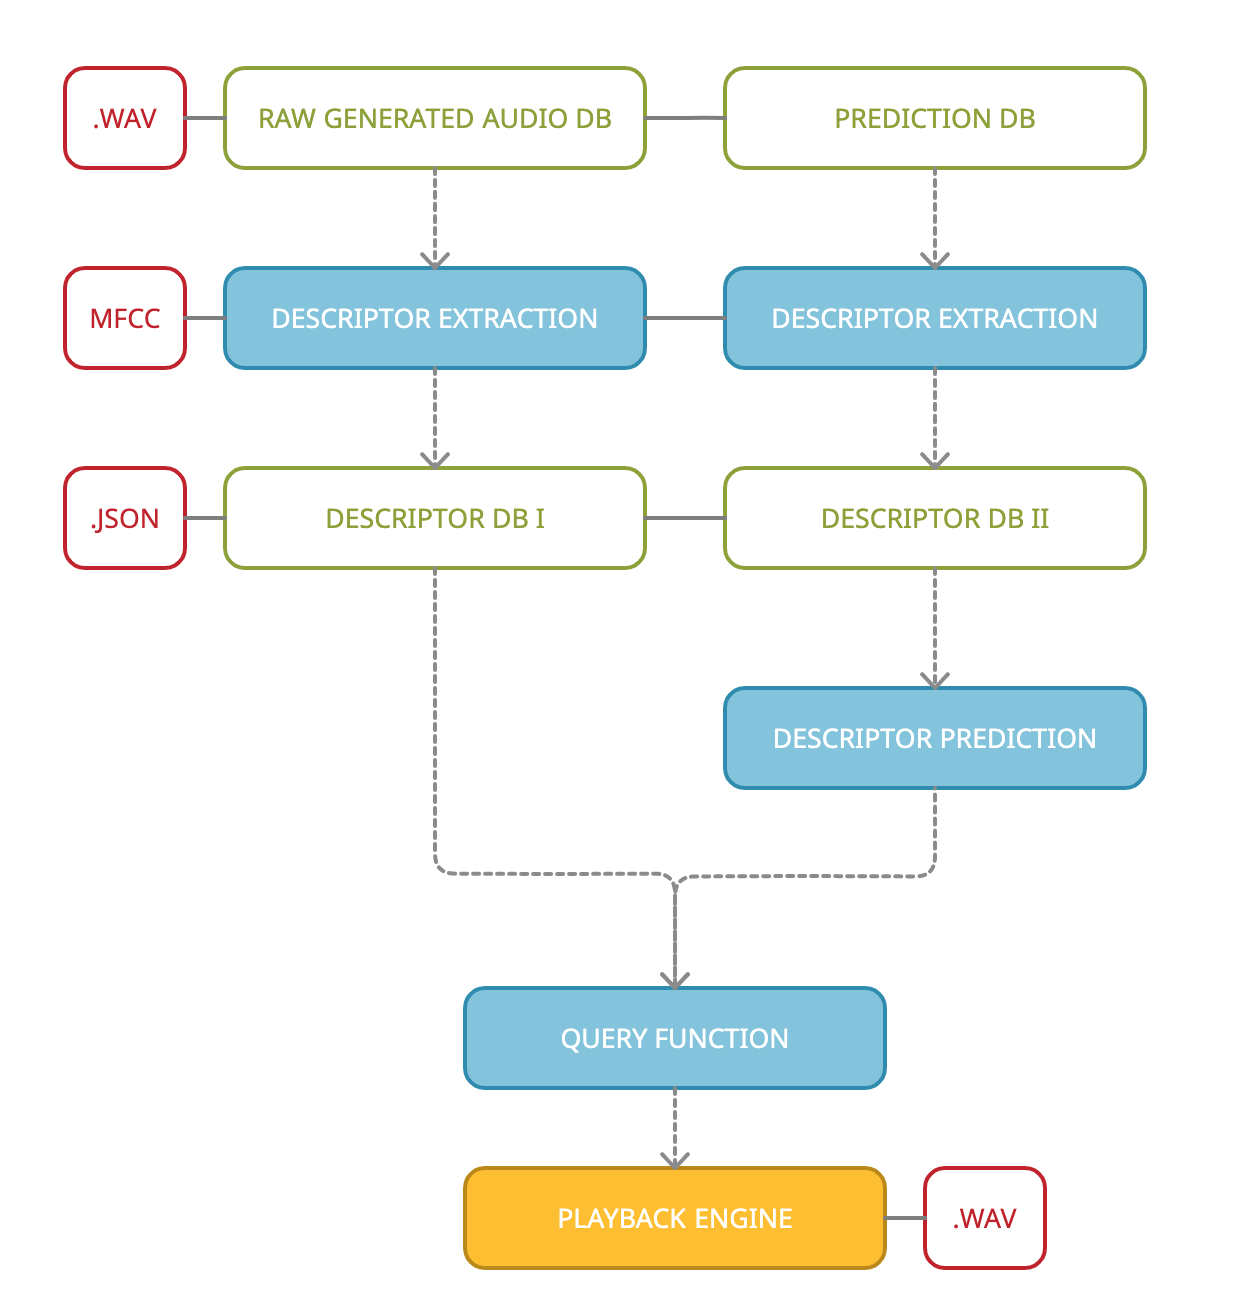 .WAV
RAW GENERATED AUDIO DB
PREDICTION DB
MFCC
DESCRIPTOR EXTRACTION
DESCRIPTOR EXTRACTION
.JSON
DESCRIPTOR DB I
DESCRIPTOR DB II
DESCRIPTOR PREDICTION
QUERY FUNCTION
PLAYBACK ENGINE
.WAV